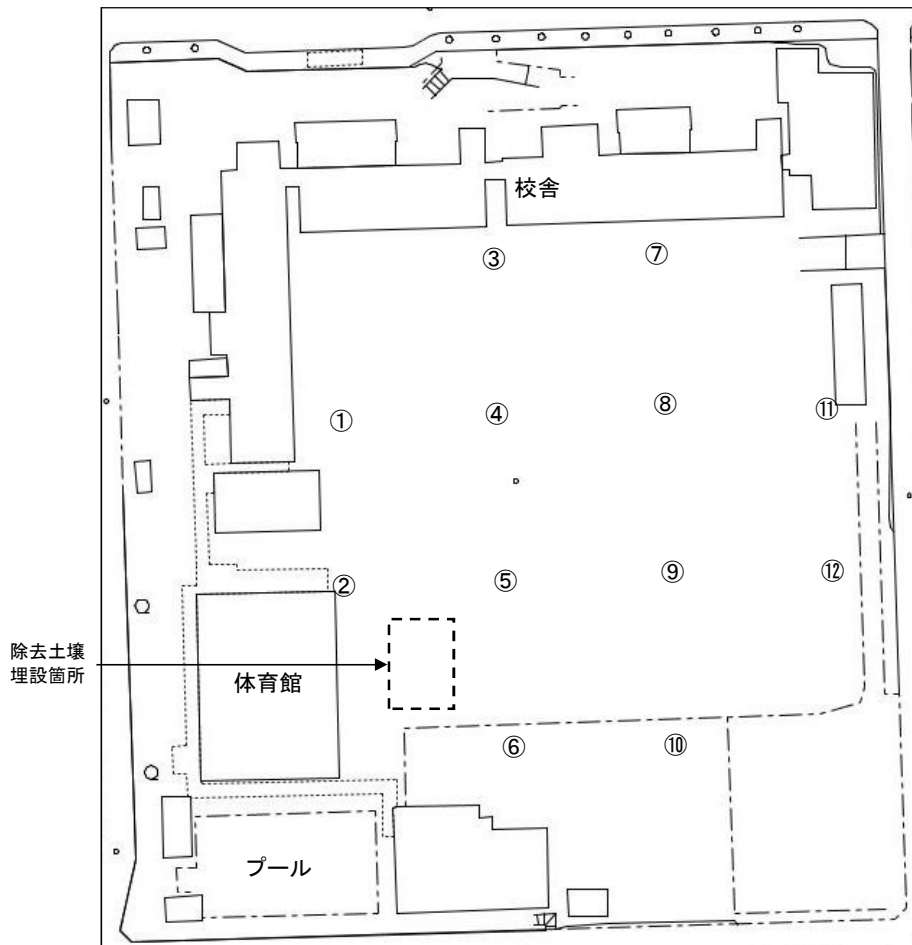 校舎
③
⑦
①
④
⑧
⑪
②
⑤
⑨
⑫
除去土壌
埋設箇所
体育館
⑥
⑩
プール